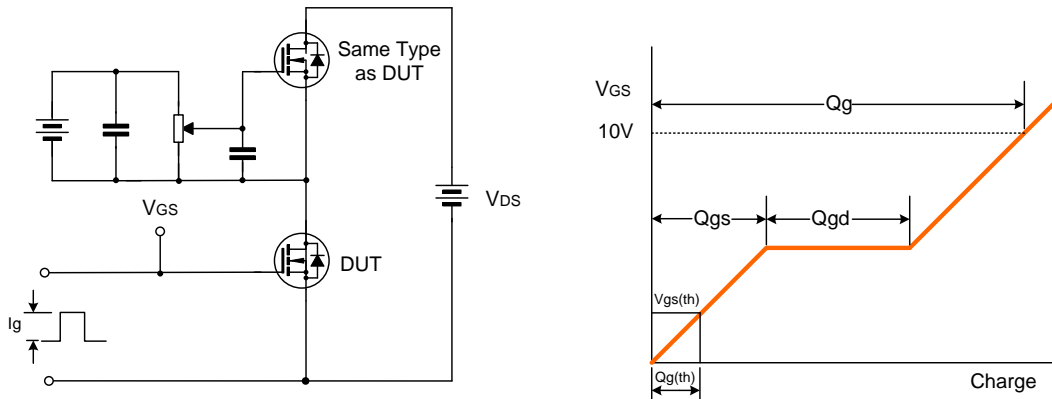 Same Type
as DUT
VGS
VDS
DUT
Ig
VGS
10V
Qg
Qgs
Qgd
Vgs(th)
Qg(th)
Charge